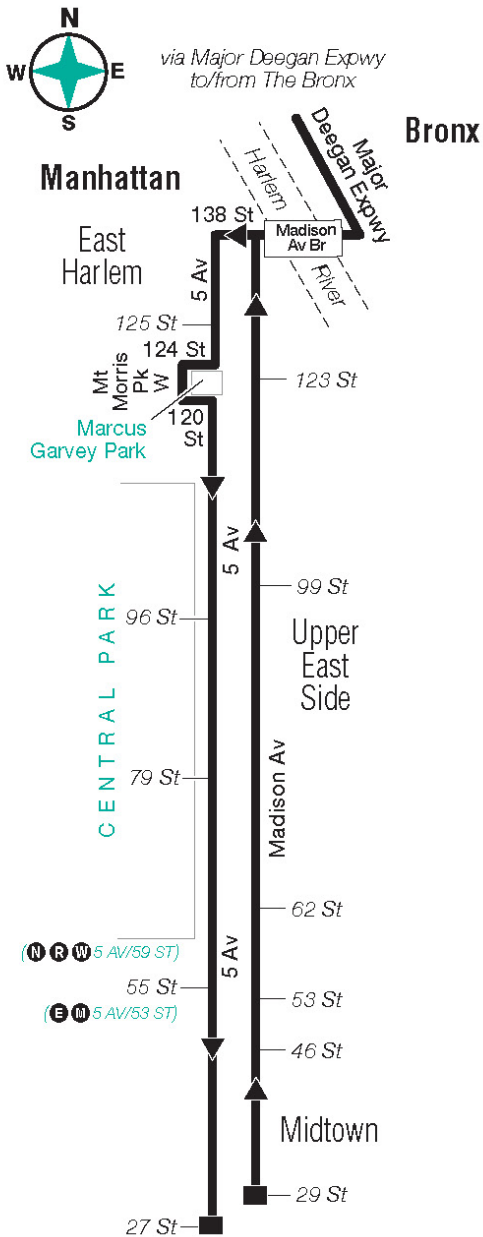 N
W
E
S
via Major Deegan Expwy
to/from The Bronx
Bronx
Major
Deegan Expwy
Harlem
River
Manhattan
138 St
Madison
Av Br
East
Harlem
5 Av
125 St
124 St
Mt
Morris
Pk
W
123 St
120
St
Marcus
Garvey Park
5 Av
99 St
CENTRAL PARK
96 St
Upper
East
Side
79 St
Madison Av
62 St
(N R W 5 AV/59 ST)
5 Av
55 St
53 St
(E M 5 AV/53 ST)
46 St
Midtown
29 St
27 St